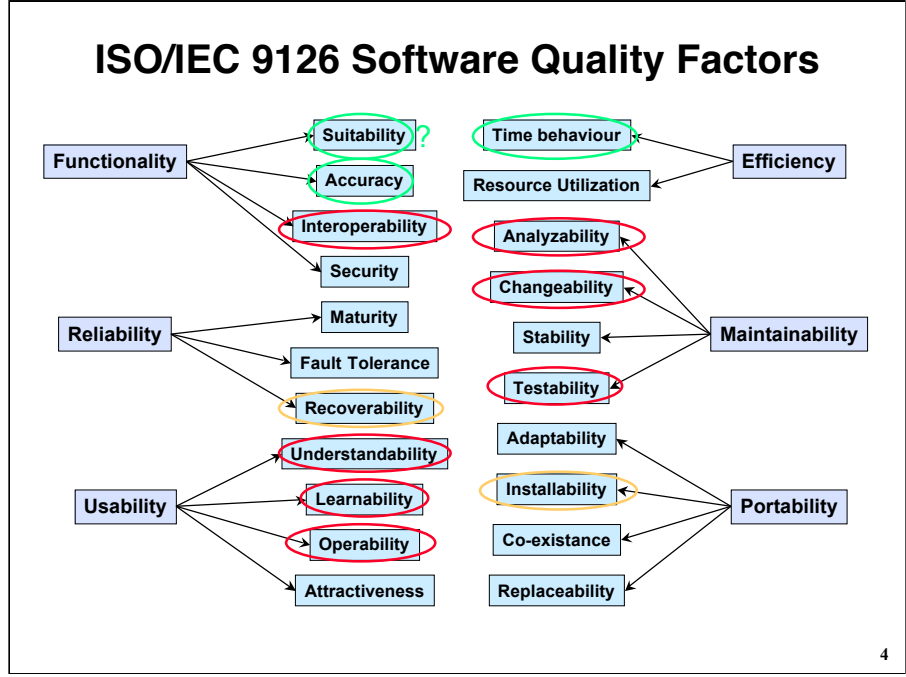 ISO/IEC 9126 Software Quality Factors
Functionality
Suitability ?
Accuracy
Interoperability
Security
Reliability
Maturity
Fault Tolerance
Recoverability
Usability
Understandability
Learnability
Operability
Attractiveness
Time behaviour
Resource Utilization
Efficiency
Analyzability
Changeability
Stability
Testability
Maintainability
Adaptability
Installability
Co-existance
Replaceability
Portability
4